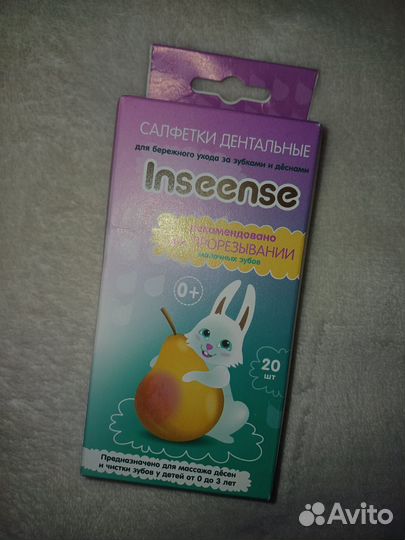 САЛФЕТКИ ДЕНТАЛЬНЫЕ
для бережного ухода за зубками и дёснами
Inseense
рекомендовано
ПРОРЕЗЫВАНИИ
молочных зубов
0+
20
шт
Предназначено для массажа дёсен
и чистки зубов у детей от 0 до 3 лет
Avito